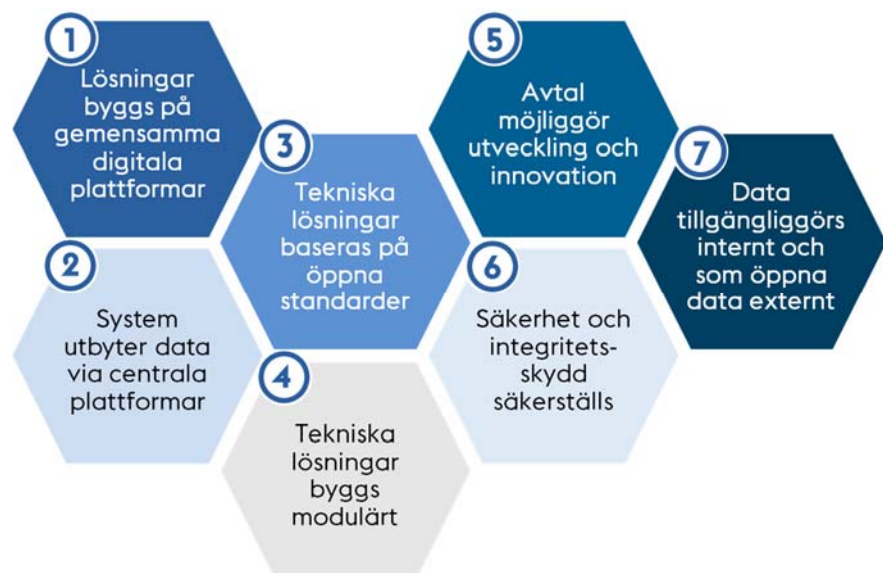 1
Lösningar
byggs på
gemensamma
digitala
plattformar
2
System
utbyter data
via centrala
plattformar
3
Tekniska
lösningar
baseras på
öppna
standarder
4
Tekniska
lösningar
byggs
modulärt
5
Avtal
möjliggör
utveckling och
innovation
6
Säkerhet och
integritets-
skydd
säkerställs
7
Data
tillgängliggörs
internt och
som öppna
data externt